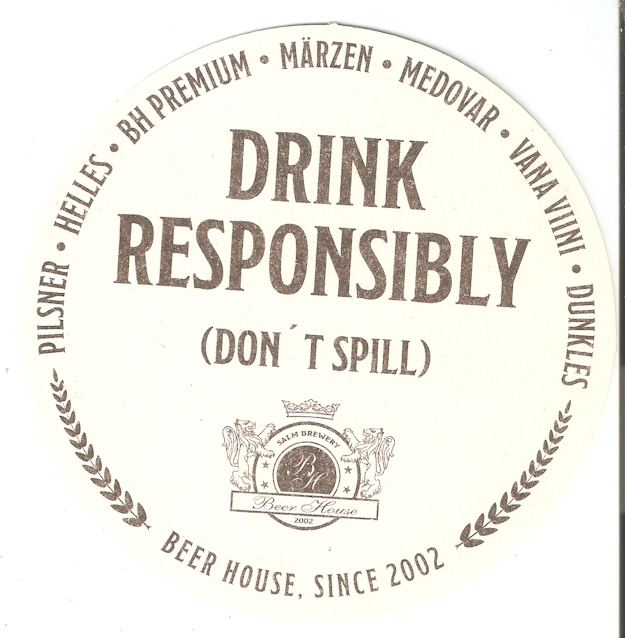 PILSNER • HELLES • BH PREMIUM • MÄRZEN • MEDOVAR • VANA VIINI • DUNKLES
DRINK
RESPONSIBLY
(DON´T SPILL)
SALM BREWERY
BH
Beer House
2002
BEER HOUSE, SINCE 2002